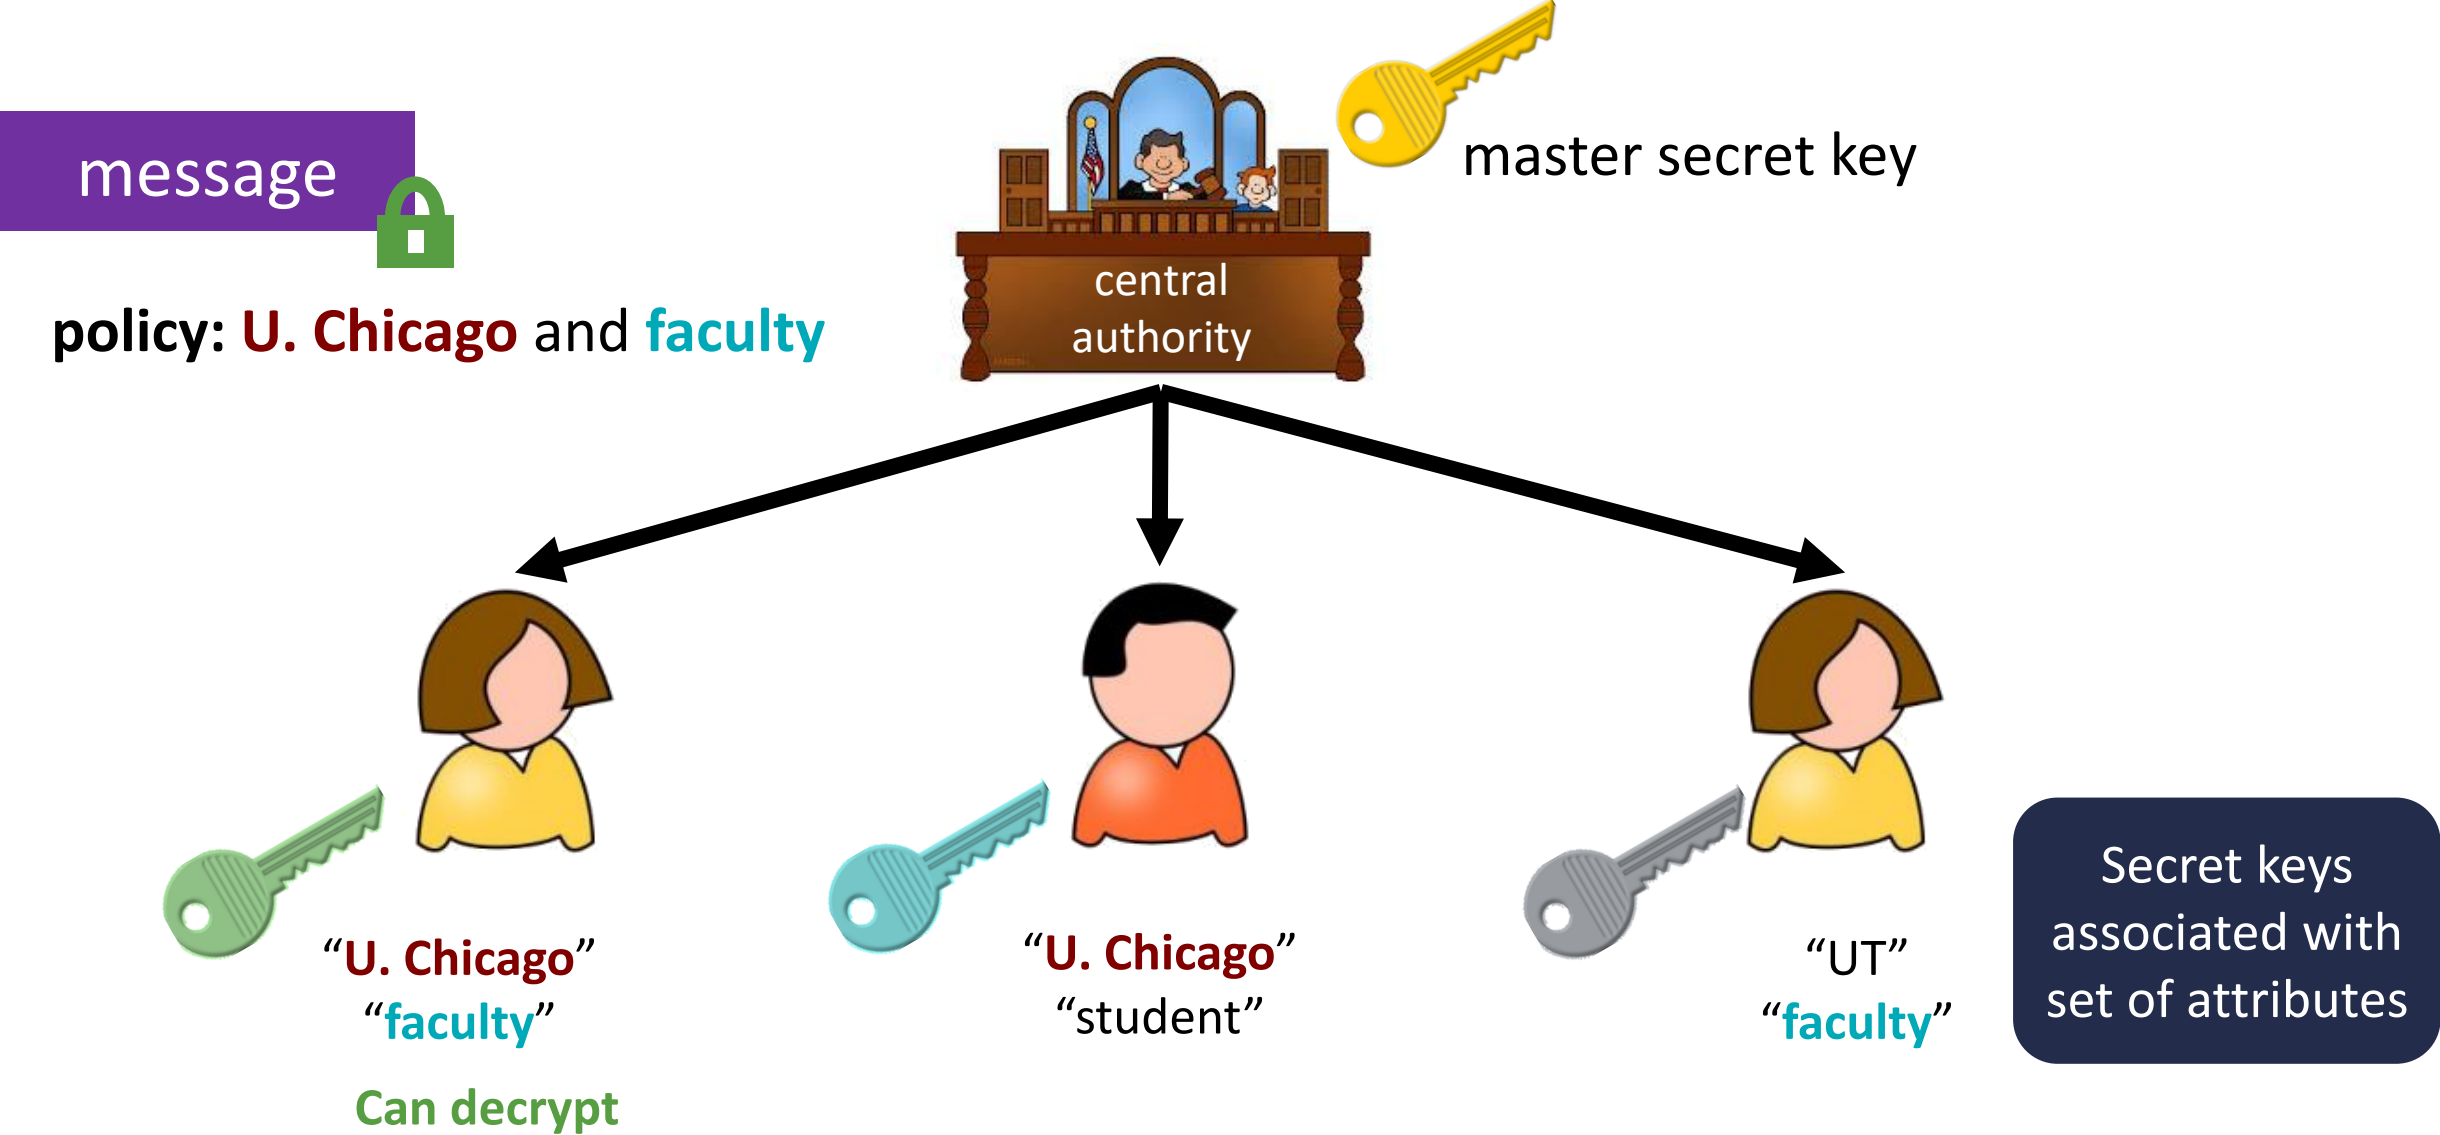 message
master secret key
central
authority
policy: U. Chicago and faculty
“U. Chicago”
“faculty”
Can decrypt
“U. Chicago”
“student”
“UT”
“faculty”
Secret keys
associated with
set of attributes